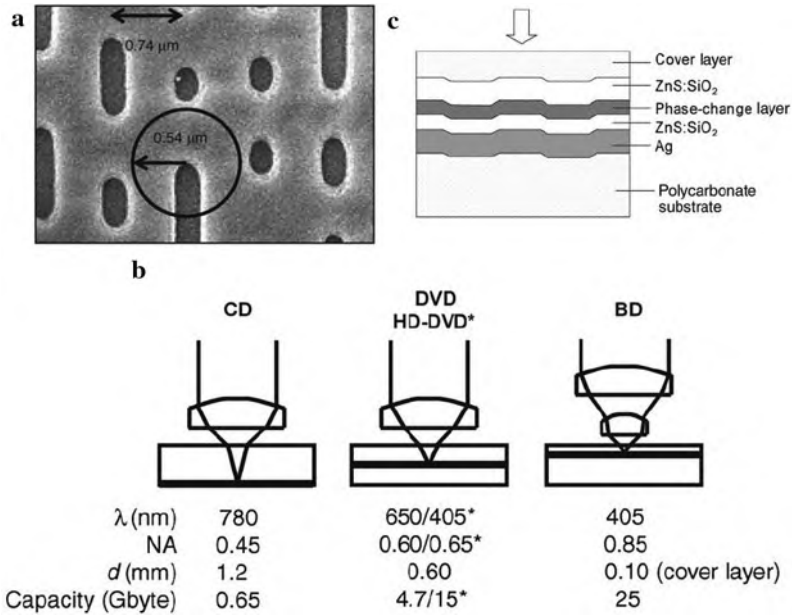 a
0.74 μm
0.54 μm
c
Cover layer
ZnS:SiO₂
Phase-change layer
ZnS:SiO₂
Ag
Polycarbonate
substrate
b
CD
DVD
HD-DVD*
BD
λ (nm) 780 650/405* 405
NA 0.45 0.60/0.65* 0.85
d (mm) 1.2 0.60 0.10 (cover layer)
Capacity (Gbyte) 0.65 4.7/15* 25